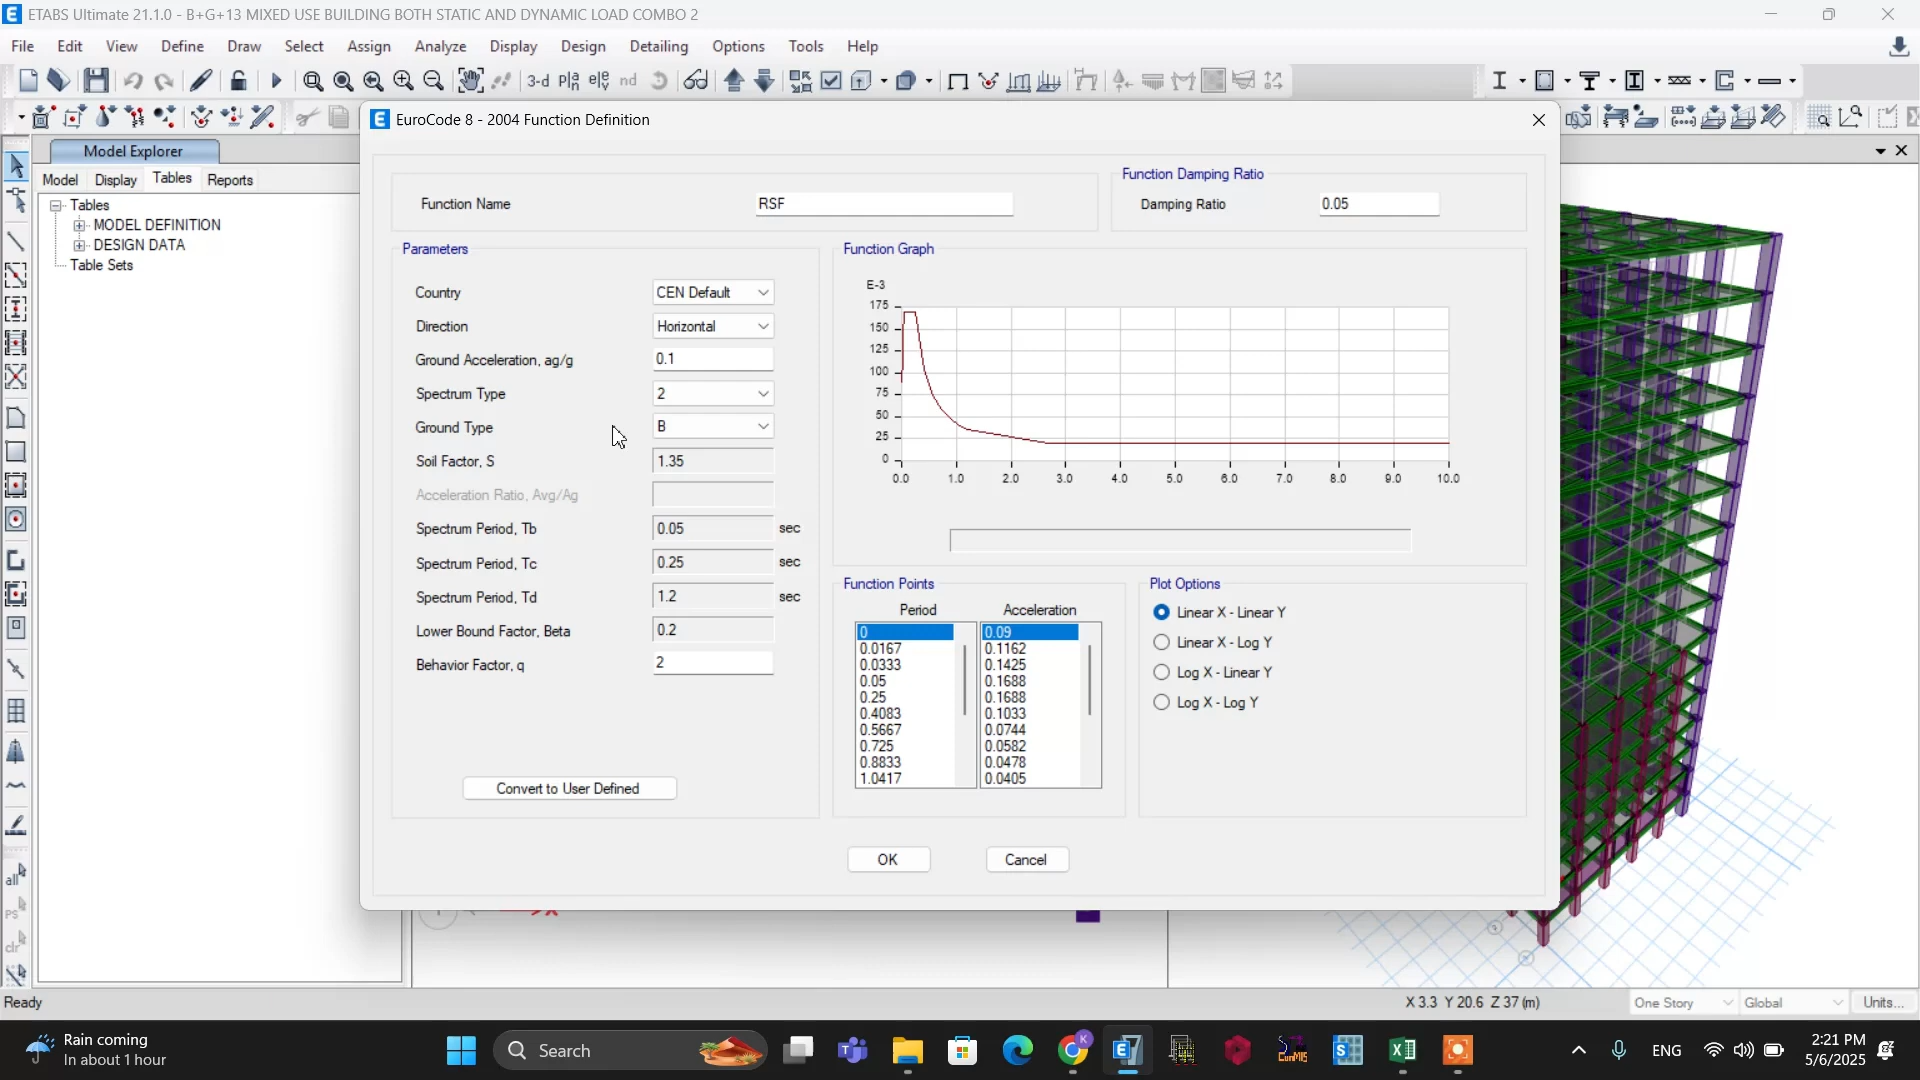 ETABS Ultimate 21.1.0 - B+G+13 MIXED USE BUILDING BOTH STATIC AND DYNAMIC LOAD COMBO 2
File Edit View Define Draw Select Assign Analyze Display Design Detailing Options Tools Help
3-d nd
EuroCode 8 - 2004 Function Definition
Model Explorer
Model Display Tables Reports
Tables
MODEL DEFINITION
DESIGN DATA
Table Sets
Function Name RSF
Function Damping Ratio
Damping Ratio 0.05
Parameters
Country CEN Default
Direction Horizontal
Ground Acceleration, ag/g 0.1
Spectrum Type 2
Ground Type B
Soil Factor, S 1.35
Acceleration Ratio, Avg/Ag
Spectrum Period, Tb 0.05 sec
Spectrum Period, Tc 0.25 sec
Spectrum Period, Td 1.2 sec
Lower Bound Factor, Beta 0.2
Behavior Factor, q 2
Convert to User Defined
Function Graph
E-3
175
150
125
100
75
50
25
0
0.0 1.0 2.0 3.0 4.0 5.0 6.0 7.0 8.0 9.0 10.0
Function Points
Period Acceleration
0 0.09
0.0167 0.1162
0.0333 0.1425
0.05 0.1688
0.25 0.1688
0.4083 0.1033
0.5667 0.0744
0.725 0.0582
0.8833 0.0478
1.0417 0.0405
Plot Options
Linear X - Linear Y
Linear X - Log Y
Log X - Linear Y
Log X - Log Y
OK Cancel
all
PS
clr
Ready
X 3.3 Y 20.6 Z 37 (m)
One Story Global Units...
Rain coming
In about 1 hour
Search
ENG
2:21 PM
5/6/2025